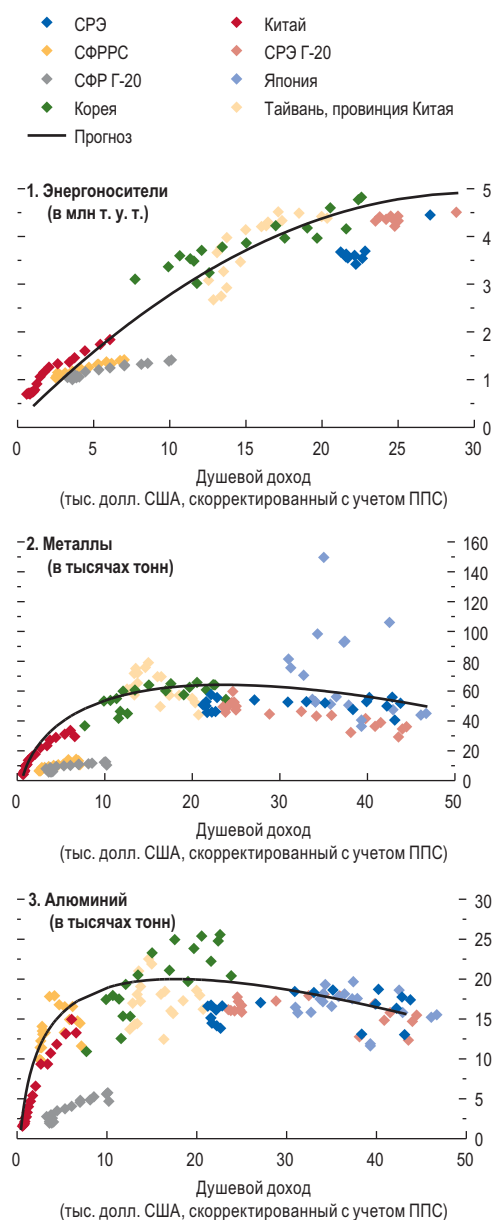 СРЭ
Китай
СФРРС
СРЭ Г-20
СФР Г-20
Япония
Корея
Тайвань, провинция Китая
Прогноз
1. Энергоносители
(в млн т. у. т.)
5
4
3
2
1
0
0 5 10 15 20 25 30
Душевой доход
(тыс. долл. США, скорректированный с учетом ППС)
2. Металлы
(в тысячах тонн)
160
140
120
100
80
60
40
20
0
0 10 20 30 40 50
Душевой доход
(тыс. долл. США, скорректированный с учетом ППС)
3. Алюминий
(в тысячах тонн)
30
25
20
15
10
5
0
0 10 20 30 40 50
Душевой доход
(тыс. долл. США, скорректированный с учетом ППС)